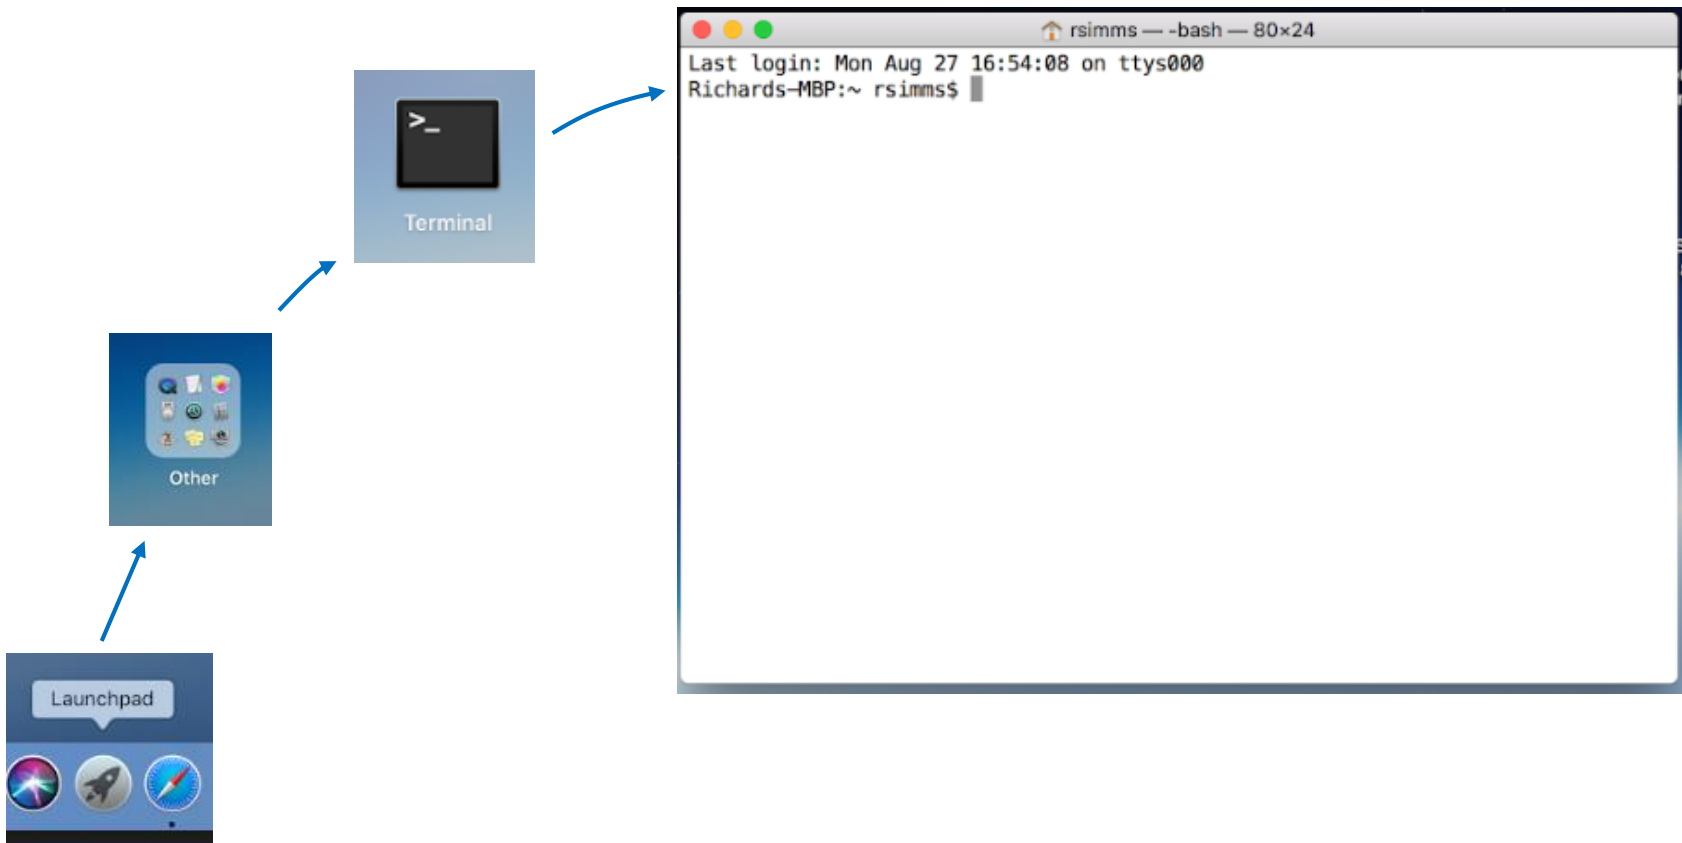 rsimms — -bash — 80×24
Last login: Mon Aug 27 16:54:08 on ttys000
Richards-MBP:~ rsimms$
>_
Terminal
Other
Launchpad